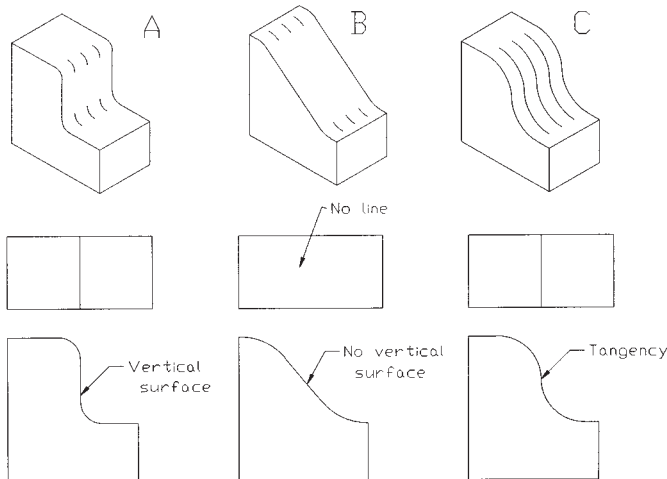 A
B
C
No line
Vertical
surface
No vertical
surface
Tangency